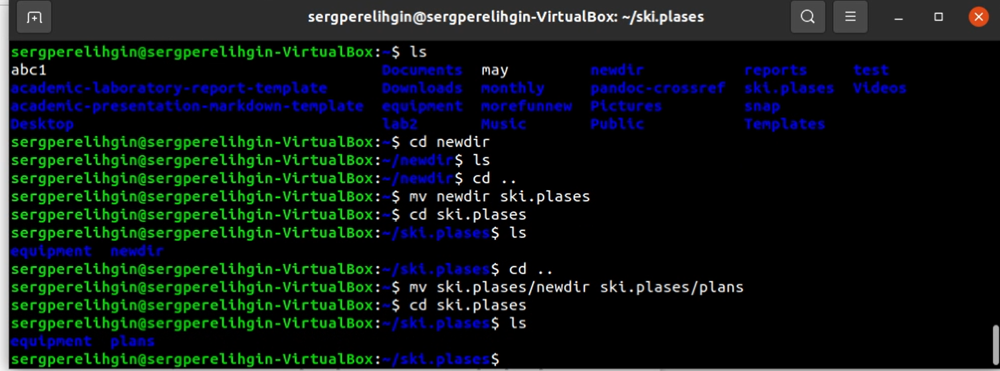 sergperelihgin@sergperelihgin-VirtualBox: ~/ski.plases
sergperelihgin@sergperelihgin-VirtualBox:~$ ls
abc1 Documents may newdir reports test
academic-laboratory-report-template Downloads monthly pandoc-crossref ski.plases Videos
academic-presentation-markdown-template equipment morefunnew Pictures snap
Desktop lab2 Music Public Templates
sergperelihgin@sergperelihgin-VirtualBox:~$ cd newdir
sergperelihgin@sergperelihgin-VirtualBox:~/newdir$ ls
sergperelihgin@sergperelihgin-VirtualBox:~/newdir$ cd ..
sergperelihgin@sergperelihgin-VirtualBox:~$ mv newdir ski.plases
sergperelihgin@sergperelihgin-VirtualBox:~$ cd ski.plases
sergperelihgin@sergperelihgin-VirtualBox:~/ski.plases$ ls
equipment newdir
sergperelihgin@sergperelihgin-VirtualBox:~/ski.plases$ cd ..
sergperelihgin@sergperelihgin-VirtualBox:~$ mv ski.plases/newdir ski.plases/plans
sergperelihgin@sergperelihgin-VirtualBox:~$ cd ski.plases
sergperelihgin@sergperelihgin-VirtualBox:~/ski.plases$ ls
equipment plans
sergperelihgin@sergperelihgin-VirtualBox:~/ski.plases$